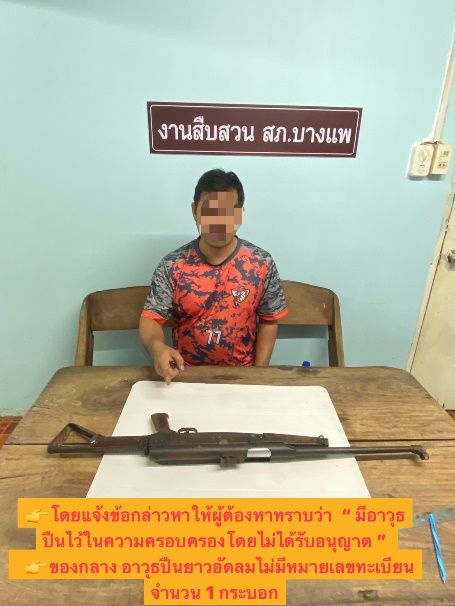 งานสืบสวน สภ.บางแพ
77
👉โดยแจ้งข้อกล่าวหาให้ผู้ต้องหาทราบว่า “ มีอาวุธ
ปืนไว้ในความครอบครองโดยไม่ได้รับอนุญาต ”
👉ของกลาง อาวุธปืนยาวอัดลมไม่มีหมายเลขทะเบียน
จำนวน 1 กระบอก